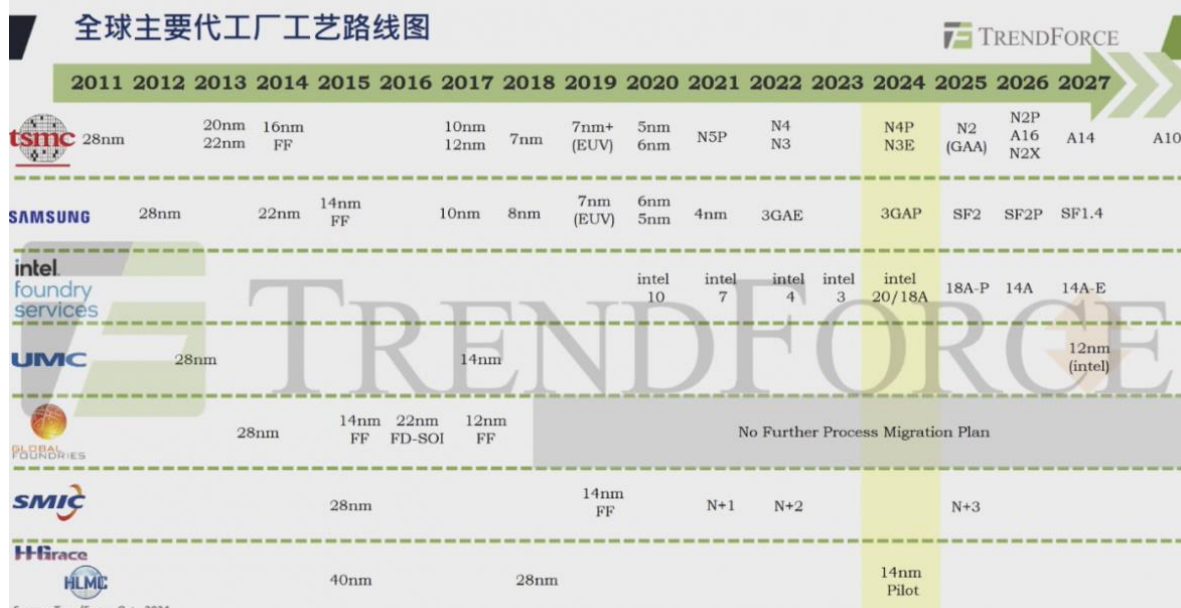 全球主要代工厂工艺路线图
TRENDFORCE
2011 2012 2013 2014 2015 2016 2017 2018 2019 2020 2021 2022 2023 2024 2025 2026 2027
tsmc 28nm
20nm
22nm
16nm
FF
10nm
12nm
7nm
7nm+
(EUV)
5nm
6nm
N5P
N4
N3
N4P
N3E
N2
(GAA)
N2P
A16
N2X
A14
A10
SAMSUNG 28nm 22nm
14nm
FF
10nm 8nm
7nm
(EUV)
6nm
5nm
4nm 3GAE 3GAP SF2 SF2P SF1.4
intel
foundry
services
intel
10
intel
7
intel
4
intel
3
intel
20/18A
18A-P 14A 14A-E
TRENDFORCE
UMC 28nm 14nm
12nm
(intel)
GLOBAL
FOUNDRIES
28nm
14nm
FF
22nm
FD-SOI
12nm
FF
No Further Process Migration Plan
SMIC 28nm
14nm
FF
N+1 N+2 N+3
HHGrace
HLMC
40nm 28nm
14nm
Pilot